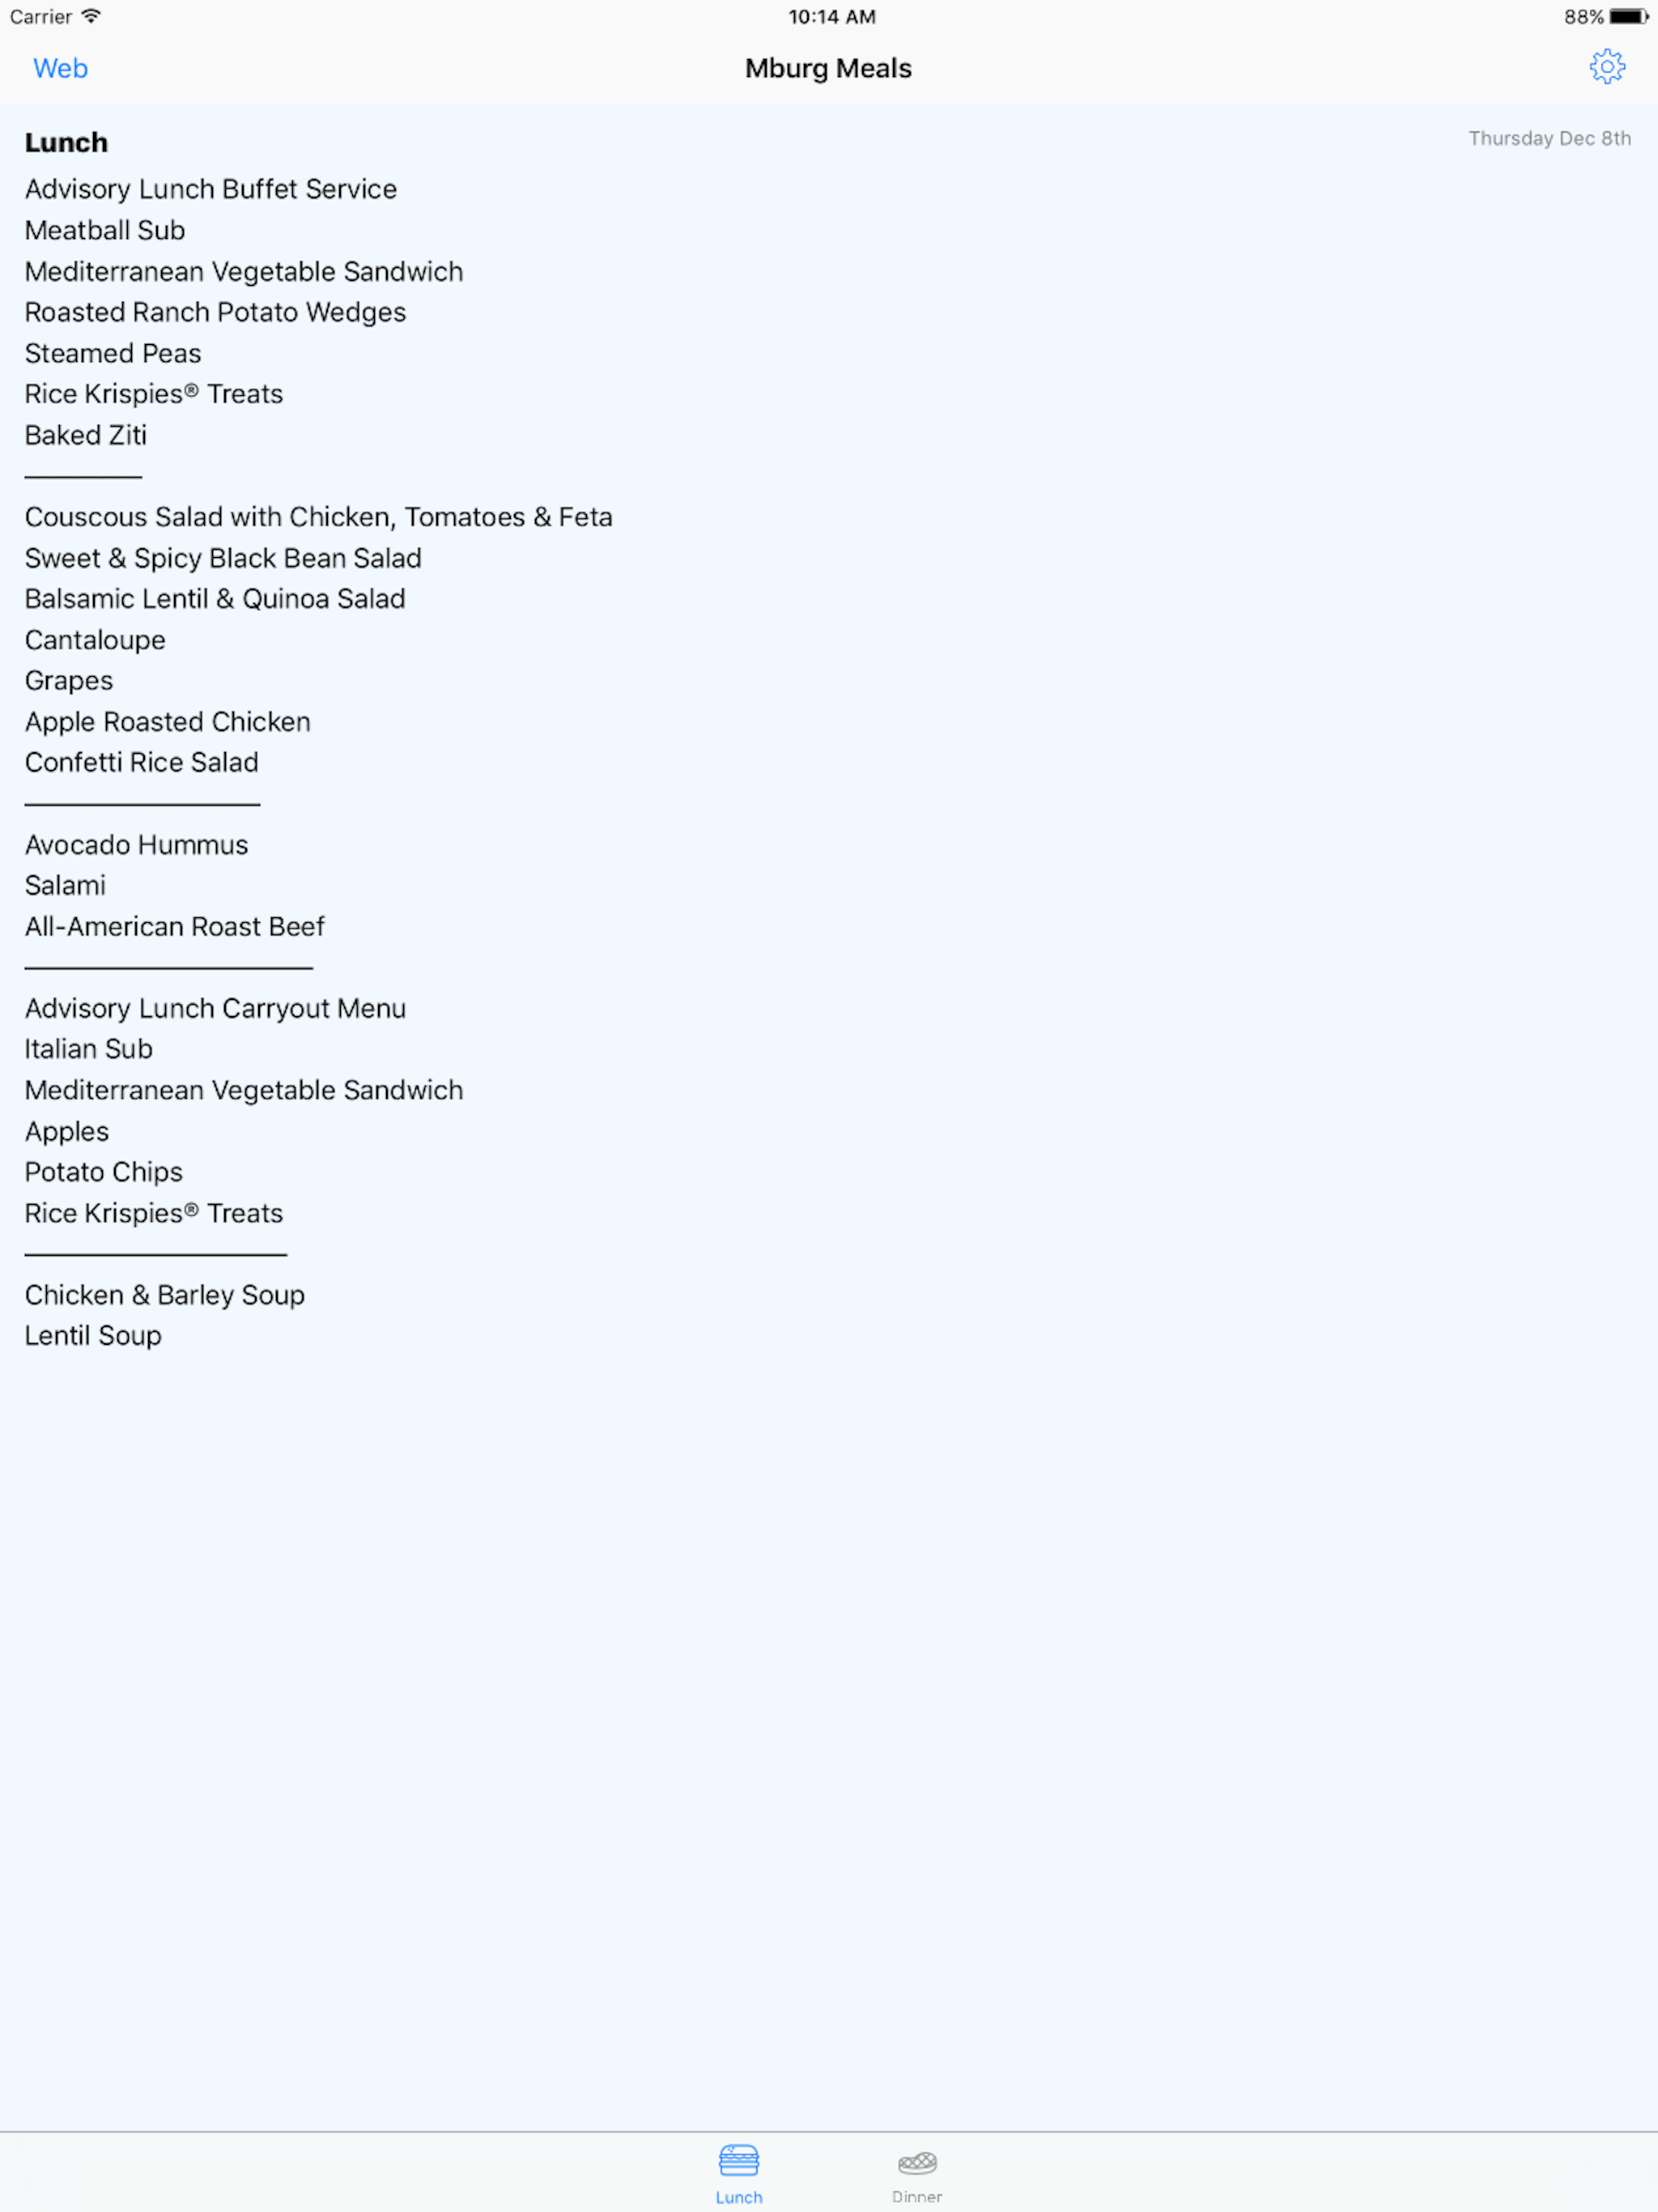 Carrier 10:14 AM 88%
Web Mburg Meals
Lunch Thursday Dec 8th
Advisory Lunch Buffet Service
Meatball Sub
Mediterranean Vegetable Sandwich
Roasted Ranch Potato Wedges
Steamed Peas
Rice Krispies® Treats
Baked Ziti
Couscous Salad with Chicken, Tomatoes & Feta
Sweet & Spicy Black Bean Salad
Balsamic Lentil & Quinoa Salad
Cantaloupe
Grapes
Apple Roasted Chicken
Confetti Rice Salad
Avocado Hummus
Salami
All-American Roast Beef
Advisory Lunch Carryout Menu
Italian Sub
Mediterranean Vegetable Sandwich
Apples
Potato Chips
Rice Krispies® Treats
Chicken & Barley Soup
Lentil Soup
Lunch Dinner